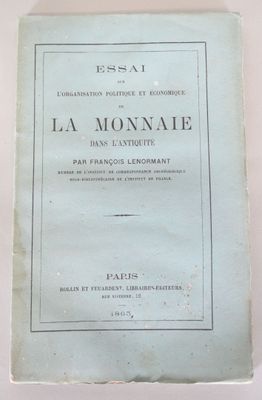 ESSAI
SUR
L'ORGANISATION POLITIQUE ET ÉCONOMIQUE
DE
LA MONNAIE
DANS L'ANTIQUITÉ
PAR FRANÇOIS LENORMANT
MEMBRE DE L'INSTITUT DE CORRESPONDANCE ARCHÉOLOGIQUE
SOUS-BIBLIOTHÉCAIRE DE L'INSTITUT DE FRANCE.
PARIS
ROLLIN ET FEUARDENT, LIBRAIRES-ÉDITEURS,
RUE VIVIENNE, 12
1863